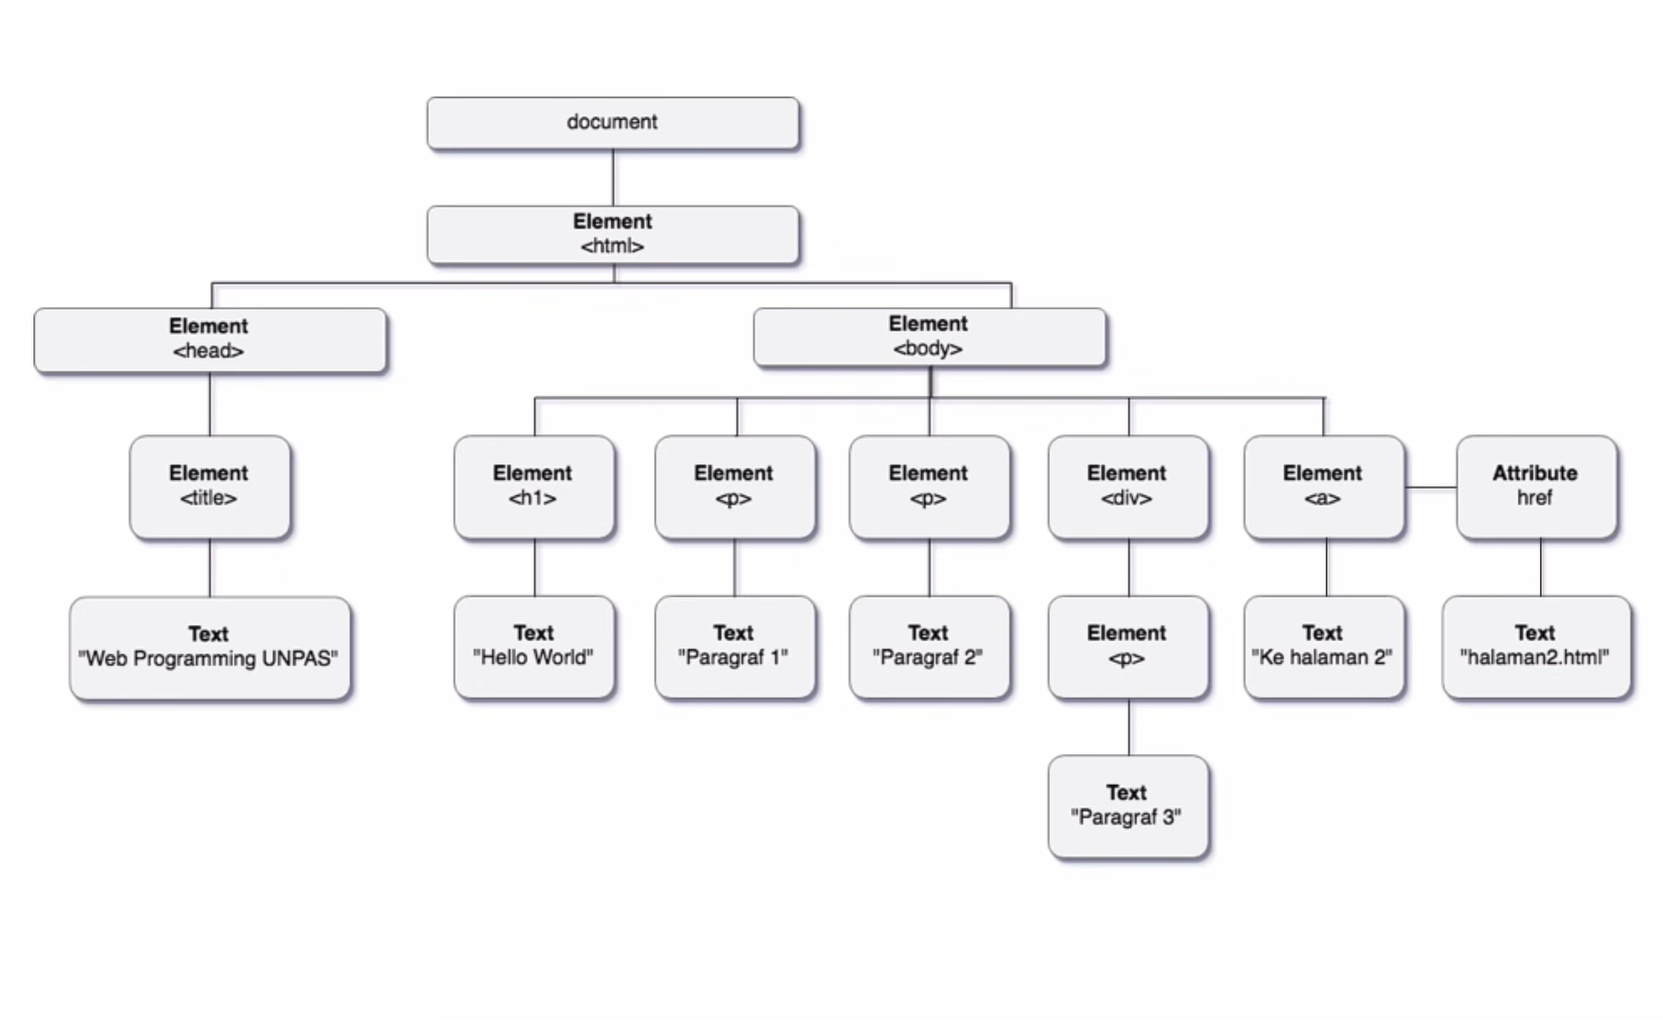 document
Element
<html>
Element
<head>
Element
<body>
Element
<title>
Element
<h1>
Element
<p>
Element
<p>
Element
<div>
Element
<a>
Attribute
href
Text
"Web Programming UNPAS"
Text
"Hello World"
Text
"Paragraf 1"
Text
"Paragraf 2"
Element
<p>
Text
"Ke halaman 2"
Text
"halaman2.html"
Text
"Paragraf 3"